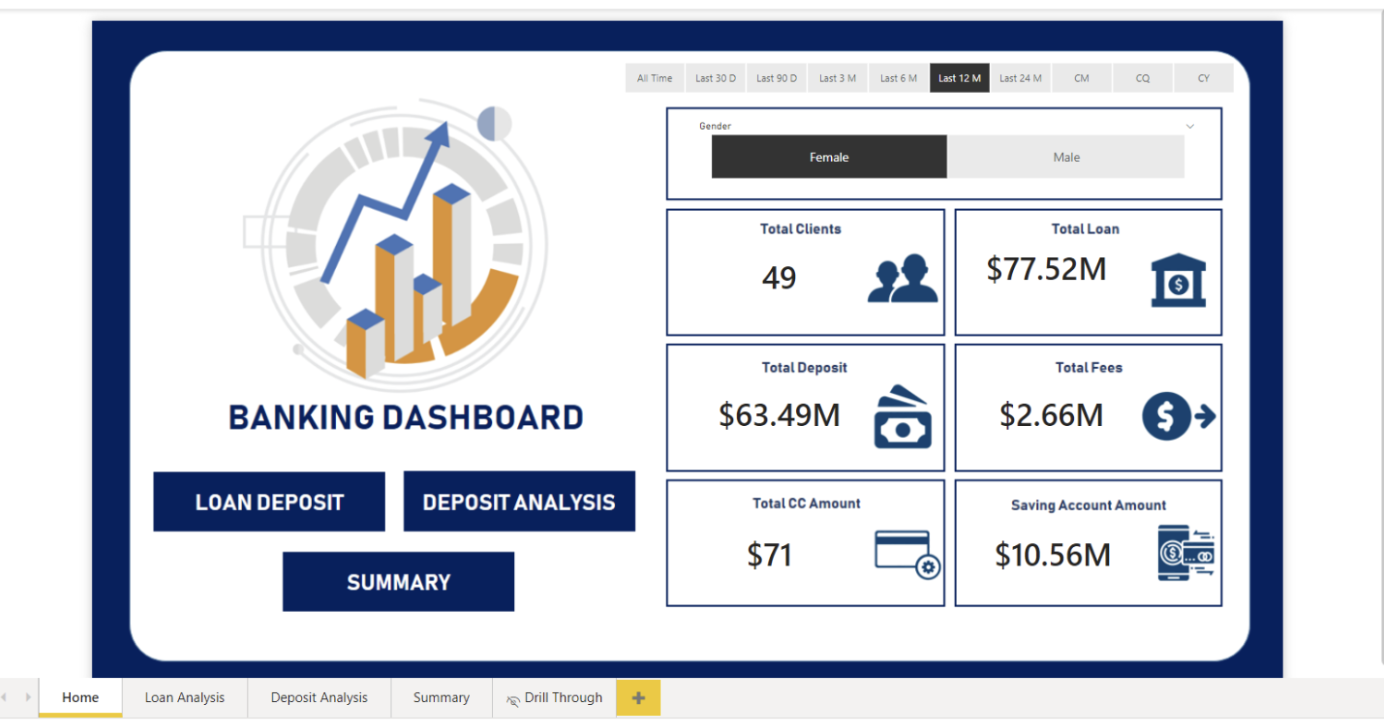 All Time Last 30 D Last 90 D Last 3 M Last 6 M Last 12 M Last 24 M CM CQ CY
Gender
Female Male
Total Clients
49
Total Loan
$77.52M
$
Total Deposit
$63.49M
Total Fees
$2.66M
$
BANKING DASHBOARD
LOAN DEPOSIT
DEPOSIT ANALYSIS
SUMMARY
Total CC Amount
$71
Saving Account Amount
$10.56M
$
Home Loan Analysis Deposit Analysis Summary Drill Through +